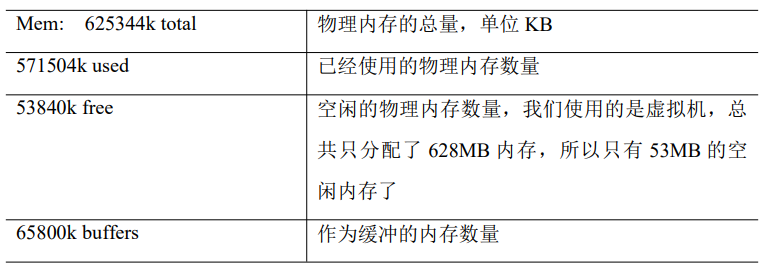 Mem: 625344k total
物理内存的总量，单位 KB
571504k used
已经使用的物理内存数量
53840k free
空闲的物理内存数量，我们使用的是虚拟机，总
共只分配了 628MB 内存，所以只有 53MB 的空
闲内存了
65800k buffers
作为缓冲的内存数量